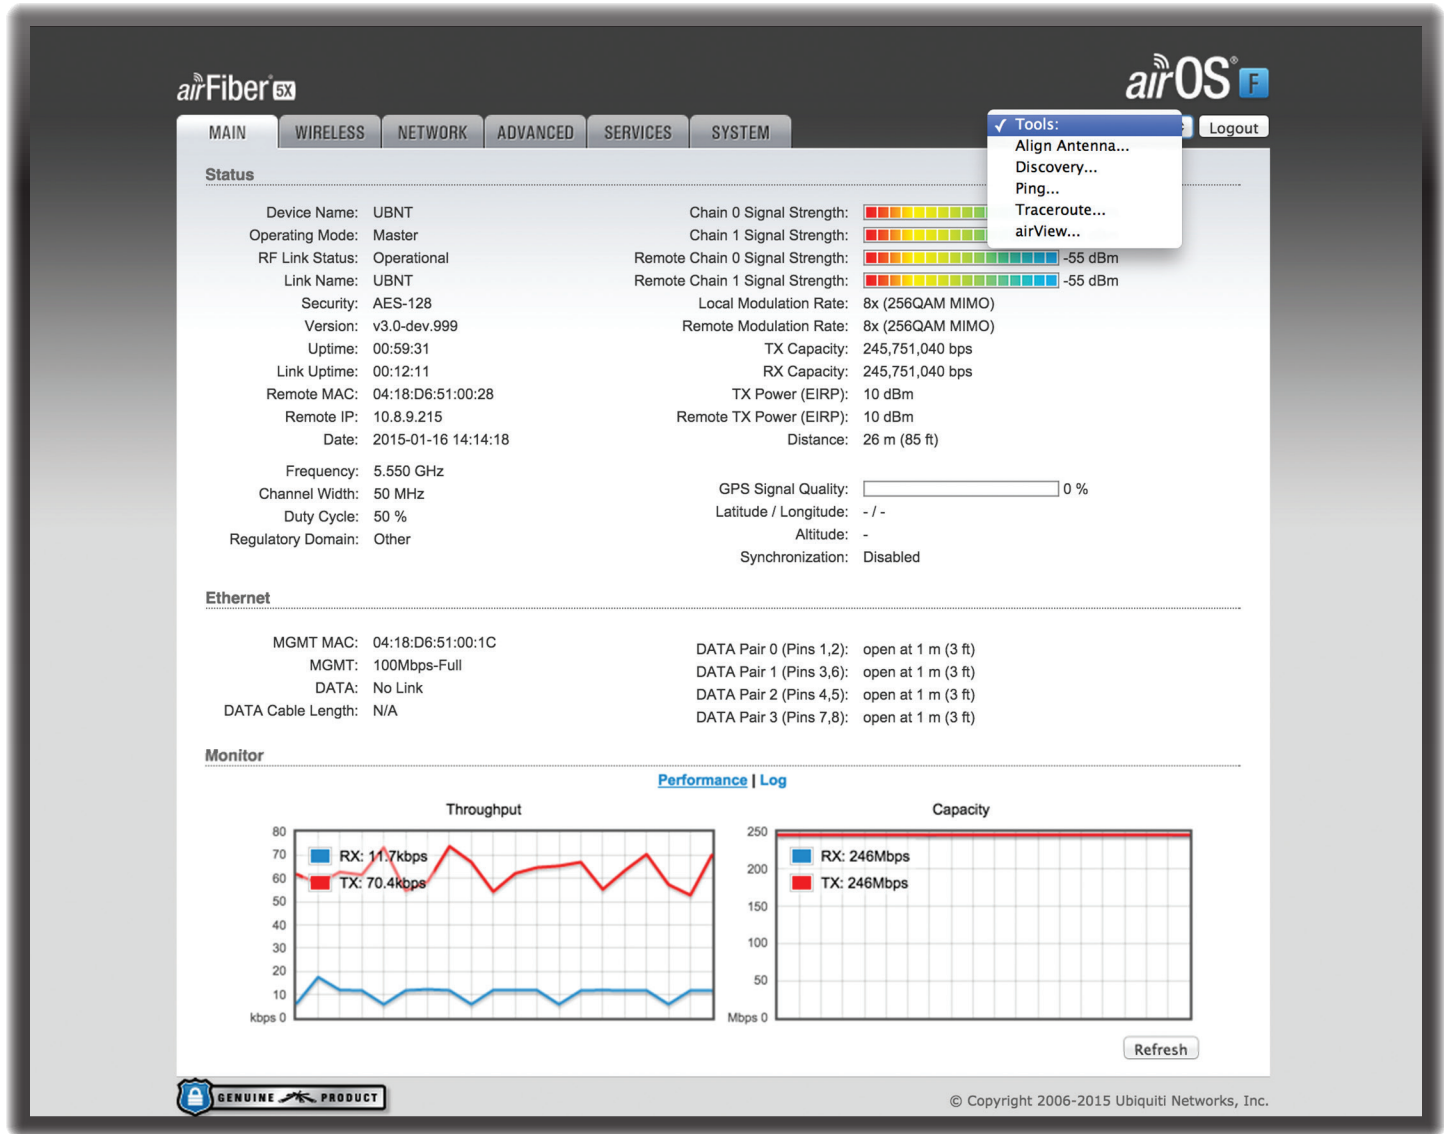 airFiber® 5X
airOS® F
MAIN WIRELESS NETWORK ADVANCED SERVICES SYSTEM
✓ Tools:
Align Antenna...
Discovery...
Ping...
Traceroute...
airView...
Logout
Status
Device Name: UBNT
Operating Mode: Master
RF Link Status: Operational
Link Name: UBNT
Security: AES-128
Version: v3.0-dev.999
Uptime: 00:59:31
Link Uptime: 00:12:11
Remote MAC: 04:18:D6:51:00:28
Remote IP: 10.8.9.215
Date: 2015-01-16 14:14:18
Frequency: 5.550 GHz
Channel Width: 50 MHz
Duty Cycle: 50 %
Regulatory Domain: Other
Chain 0 Signal Strength:
Chain 1 Signal Strength:
Remote Chain 0 Signal Strength: -55 dBm
Remote Chain 1 Signal Strength: -55 dBm
Local Modulation Rate: 8x (256QAM MIMO)
Remote Modulation Rate: 8x (256QAM MIMO)
TX Capacity: 245,751,040 bps
RX Capacity: 245,751,040 bps
TX Power (EIRP): 10 dBm
Remote TX Power (EIRP): 10 dBm
Distance: 26 m (85 ft)
GPS Signal Quality: 0 %
Latitude / Longitude: - / -
Altitude: -
Synchronization: Disabled
Ethernet
MGMT MAC: 04:18:D6:51:00:1C
MGMT: 100Mbps-Full
DATA: No Link
DATA Cable Length: N/A
DATA Pair 0 (Pins 1,2): open at 1 m (3 ft)
DATA Pair 1 (Pins 3,6): open at 1 m (3 ft)
DATA Pair 2 (Pins 4,5): open at 1 m (3 ft)
DATA Pair 3 (Pins 7,8): open at 1 m (3 ft)
Monitor
Performance | Log
Throughput
80
70
60
50
40
30
20
10
kbps 0
RX: 11.7kbps
TX: 70.4kbps
Capacity
250
200
150
100
50
Mbps 0
RX: 246Mbps
TX: 246Mbps
Refresh
GENUINE PRODUCT
© Copyright 2006-2015 Ubiquiti Networks, Inc.